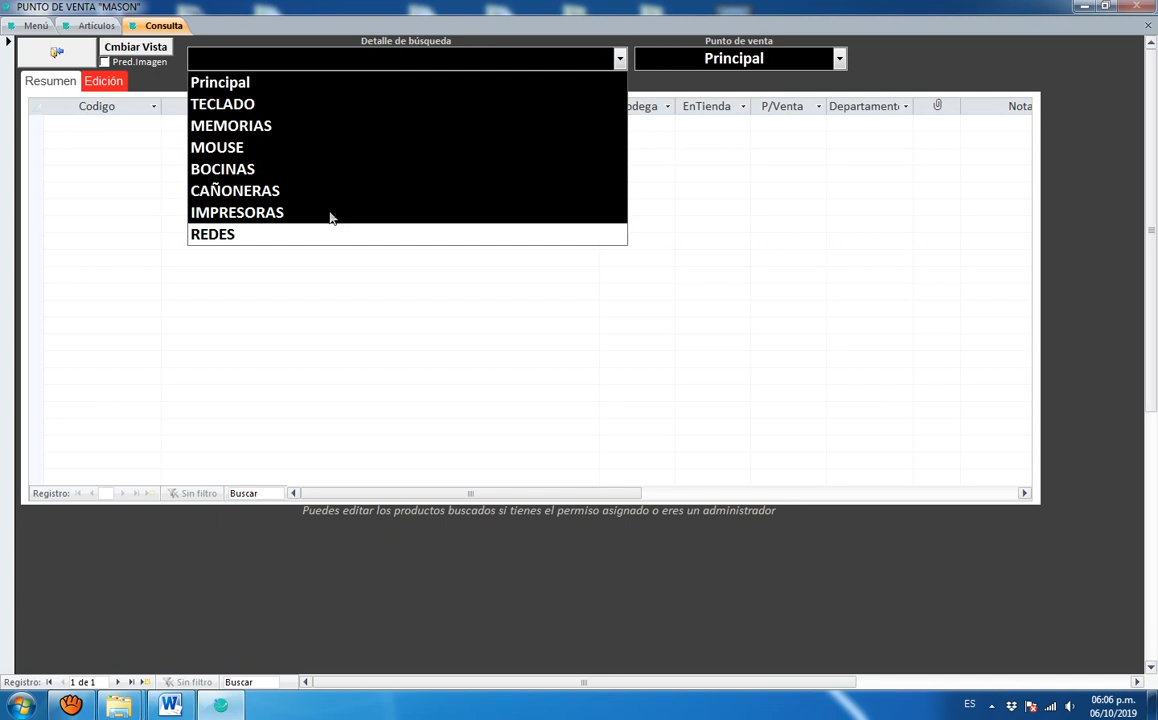 PUNTO DE VENTA "MASON"
Menú
Artículos
Consulta
Cmbiar Vista
Pred.Imagen
Detalle de búsqueda
Punto de venta
Principal
Resumen
Edición
Principal
TECLADO
MEMORIAS
MOUSE
BOCINAS
CAÑONERAS
IMPRESORAS
REDES
Codigo
odega
EnTienda
P/Venta
Departament
Nota
Registro:
Sin filtro
Buscar
Puedes editar los productos buscados si tienes el permiso asignado o eres un administrador
Registro:
1 de 1
Sin filtro
Buscar
ES
06:06 p.m.
06/10/2019